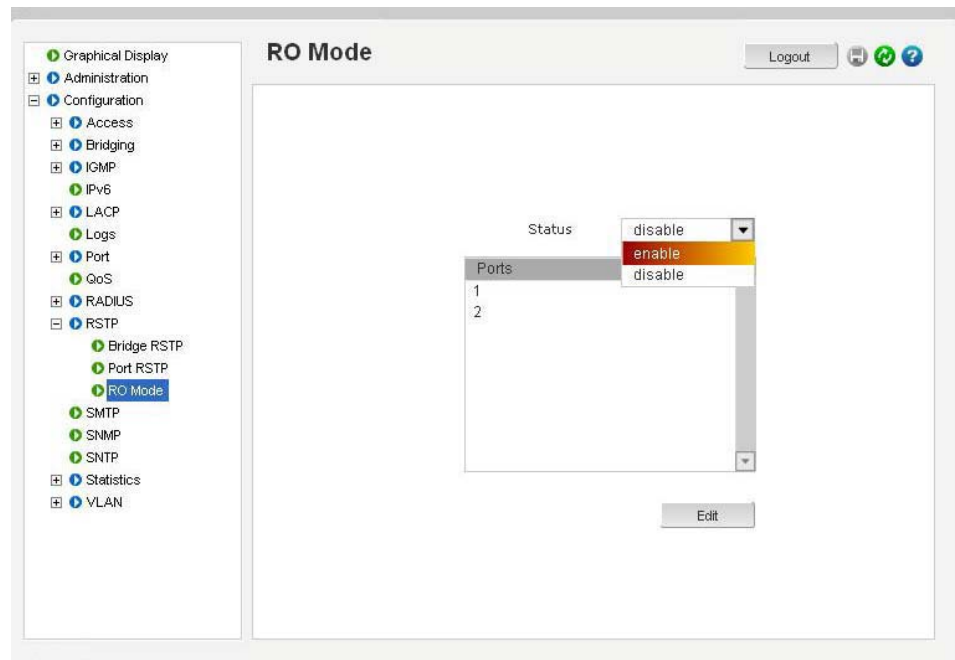 RO Mode
Logout
Graphical Display
Administration
Configuration
Access
Bridging
IGMP
IPv6
LACP
Logs
Port
QoS
RADIUS
RSTP
Bridge RSTP
Port RSTP
RO Mode
SMTP
SNMP
SNTP
Statistics
VLAN
Status
disable
enable
disable
Ports
1
2
Edit